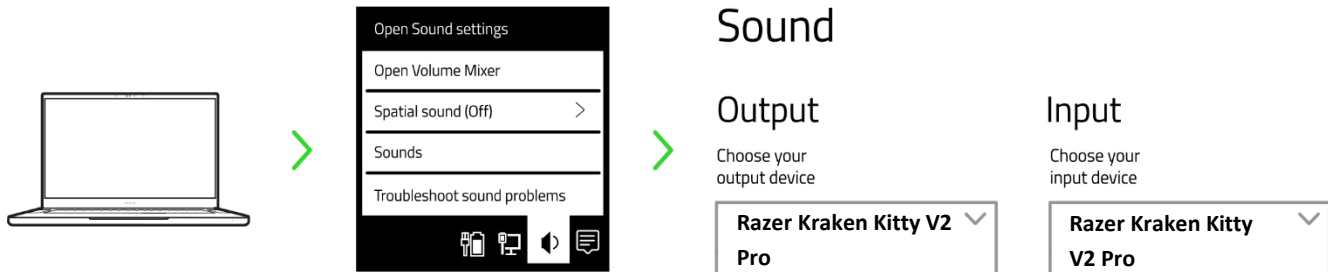 Open Sound settings
Open Volume Mixer
Spatial sound (Off)
Sounds
Troubleshoot sound problems
Sound
Output
Choose your
output device
Razer Kraken Kitty V2
Pro
Input
Choose your
input device
Razer Kraken Kitty
V2 Pro